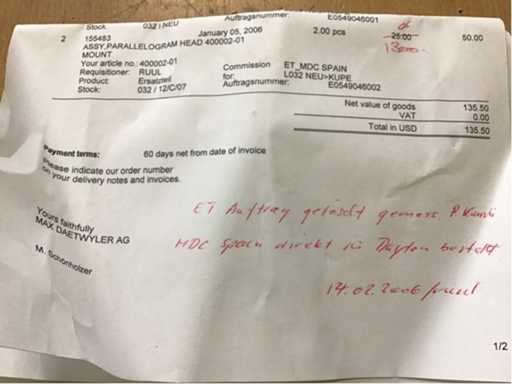 Stock: 032 / NEU Auftragsnummer: E0549046001
2 155483 January 05, 2006 2.00 pcs 25.00 50.00
ASSY,PARALLELOGRAM HEAD 400002-01
MOUNT
Your article no.: 400002-01 Commission ET_MDC SPAIN
Requisitioner: RUUL for: L032 NEU>KUPE
Product: Ersatzteil Auftragsnummer: E0549046002
Stock: 032 / 12/C/07
Net value of goods 135.50
VAT 0.00
Total in USD 135.50
Payment terms: 60 days net from date of invoice
Please indicate our order number
on your delivery notes and invoices.
Yours faithfully
MAX DAETWYLER AG
M. Schönholzer
ET Auftrag gelöscht gemäss P.
MDC Spain direkt in Dayton bestellt
14.02.2006
1/2